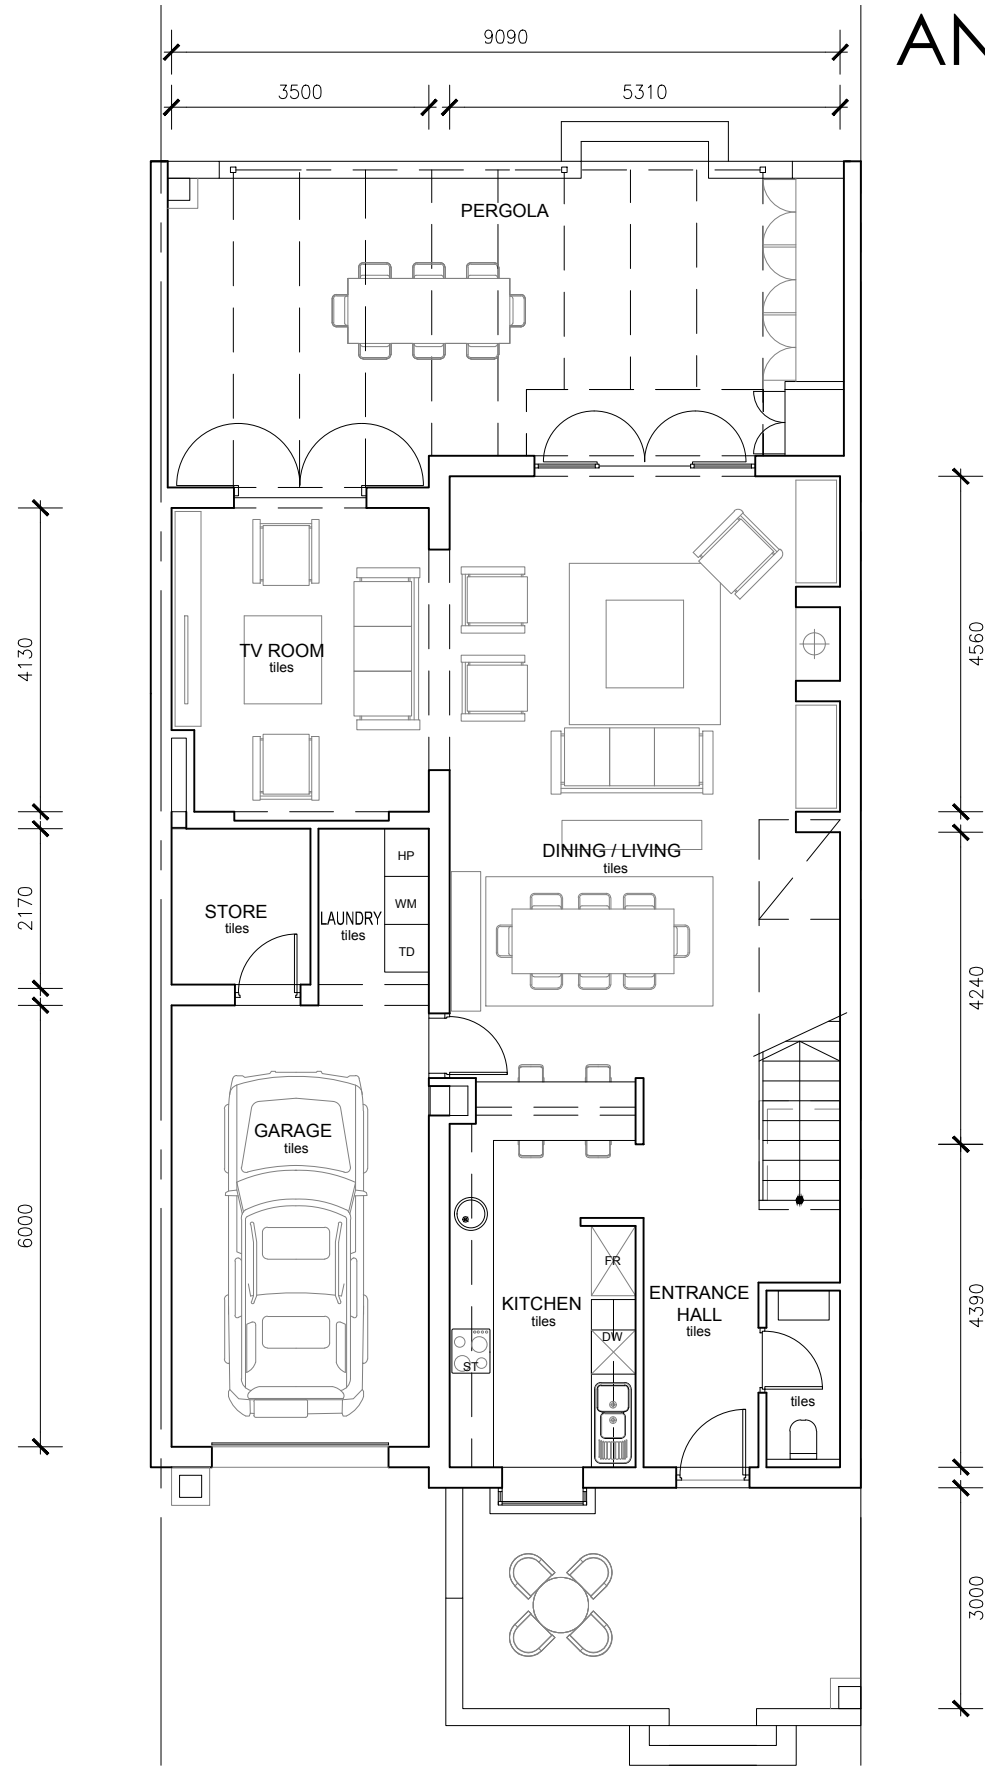 AN
9090
3500
5310
PERGOLA
4130
4560
TV ROOM
tiles
DINING / LIVING
tiles
HP
WM
TD
STORE
tiles
LAUNDRY
tiles
2170
4240
GARAGE
tiles
6000
FR
KITCHEN
tiles
ENTRANCE
HALL
tiles
DW
ST
4390
tiles
3000